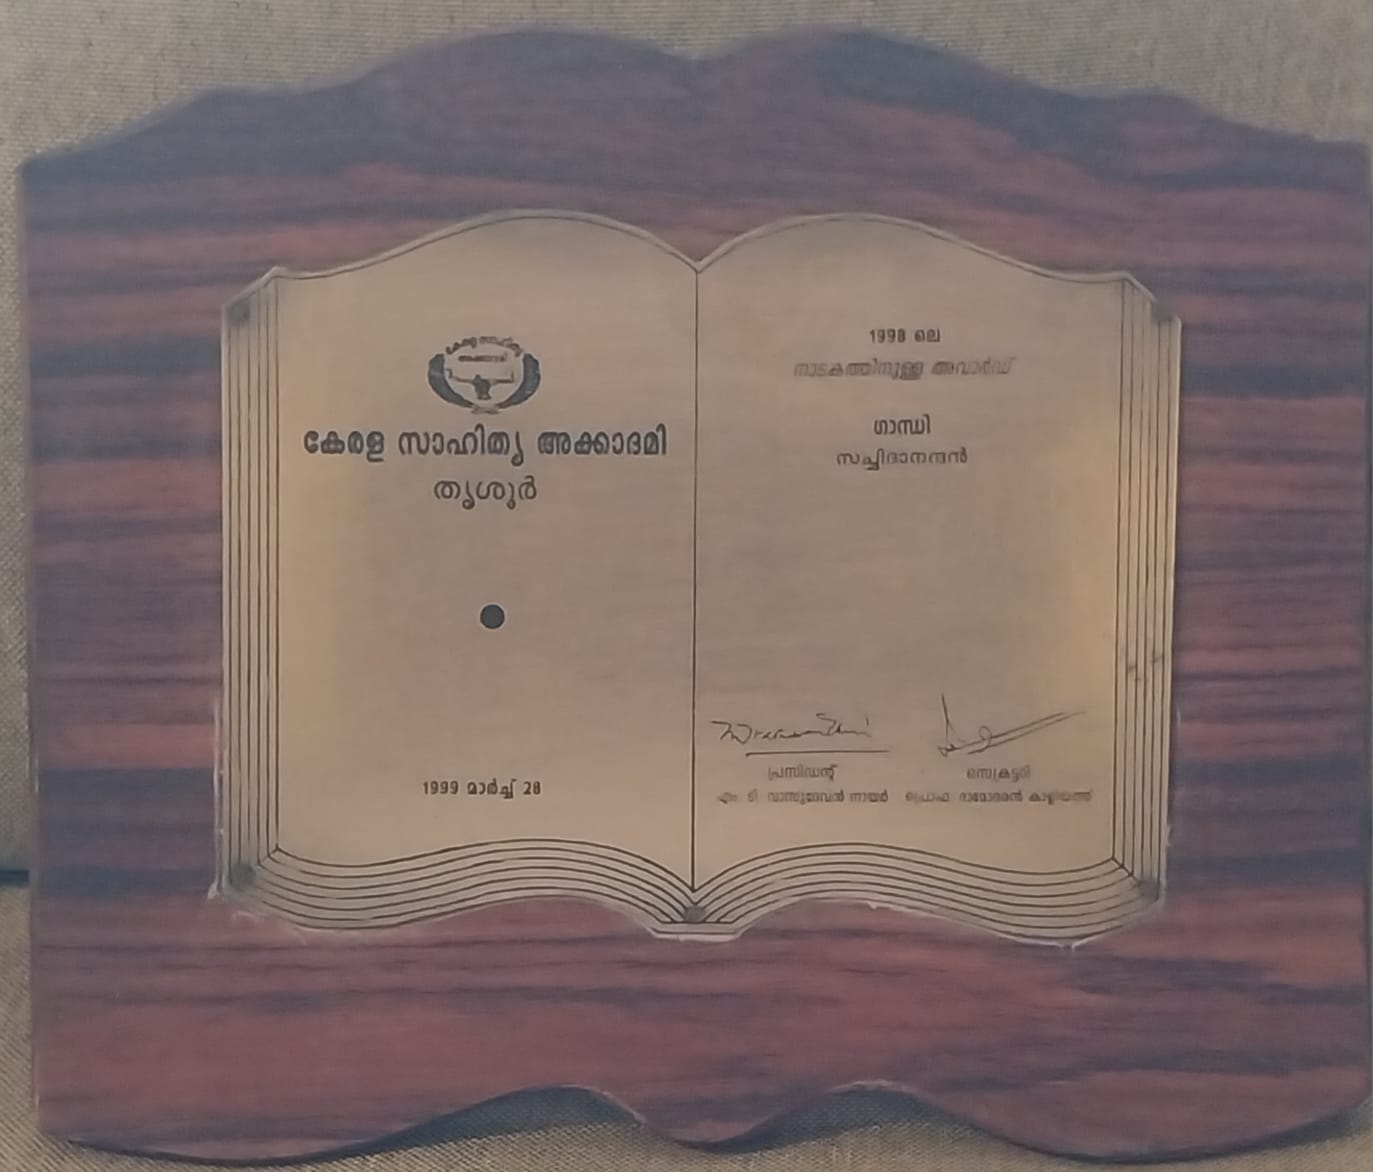 കേരള സാഹിത്യ അക്കാദമി
തൃശൂർ
1999 മാർച്ച് 28
1998 ലെ
നാടകത്തിനുള്ള അവാർഡ്
ഗാന്ധി
സച്ചിദാനന്ദൻ
പ്രസിഡന്റ്
എം. ടി. വാസുദേവൻ നായർ
സെക്രട്ടറി
പ്രൊഫ. ദാമോദരൻ കാളിയത്ത്